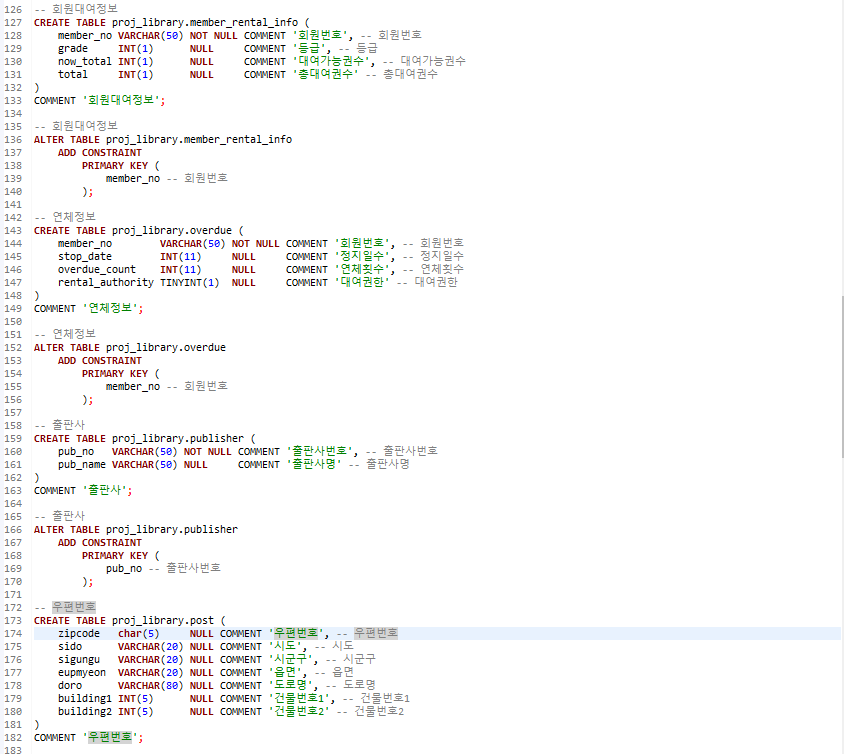 126 -- 회원대여정보
127 CREATE TABLE proj_library.member_rental_info (
128     member_no VARCHAR(50) NOT NULL COMMENT '회원번호', -- 회원번호
129     grade     INT(1)      NULL     COMMENT '등급', -- 등급
130     now_total INT(1)      NULL     COMMENT '대여가능권수', -- 대여가능권수
131     total     INT(1)      NULL     COMMENT '총대여권수' -- 총대여권수
132 )
133 COMMENT '회원대여정보';
134
135 -- 회원대여정보
136 ALTER TABLE proj_library.member_rental_info
137     ADD CONSTRAINT
138         PRIMARY KEY (
139             member_no -- 회원번호
140         );
141
142 -- 연체정보
143 CREATE TABLE proj_library.overdue (
144     member_no        VARCHAR(50) NOT NULL COMMENT '회원번호', -- 회원번호
145     stop_date        INT(11)     NULL     COMMENT '정지일수', -- 정지일수
146     overdue_count    INT(11)     NULL     COMMENT '연체횟수', -- 연체횟수
147     rental_authority TINYINT(1)  NULL     COMMENT '대여권한' -- 대여권한
148 )
149 COMMENT '연체정보';
150
151 -- 연체정보
152 ALTER TABLE proj_library.overdue
153     ADD CONSTRAINT
154         PRIMARY KEY (
155             member_no -- 회원번호
156         );
157
158 -- 출판사
159 CREATE TABLE proj_library.publisher (
160     pub_no   VARCHAR(50) NOT NULL COMMENT '출판사번호', -- 출판사번호
161     pub_name VARCHAR(50) NULL     COMMENT '출판사명' -- 출판사명
162 )
163 COMMENT '출판사';
164
165 -- 출판사
166 ALTER TABLE proj_library.publisher
167     ADD CONSTRAINT
168         PRIMARY KEY (
169             pub_no -- 출판사번호
170         );
171
172 -- 우편번호
173 CREATE TABLE proj_library.post (
174     zipcode   char(5)     NULL COMMENT '우편번호', -- 우편번호
175     sido      VARCHAR(20) NULL COMMENT '시도', -- 시도
176     sigungu   VARCHAR(20) NULL COMMENT '시군구', -- 시군구
177     eupmyeon  VARCHAR(20) NULL COMMENT '읍면', -- 읍면
178     doro      VARCHAR(80) NULL COMMENT '도로명', -- 도로명
179     building1 INT(5)      NULL COMMENT '건물번호1', -- 건물번호1
180     building2 INT(5)      NULL COMMENT '건물번호2' -- 건물번호2
181 )
182 COMMENT '우편번호';
183